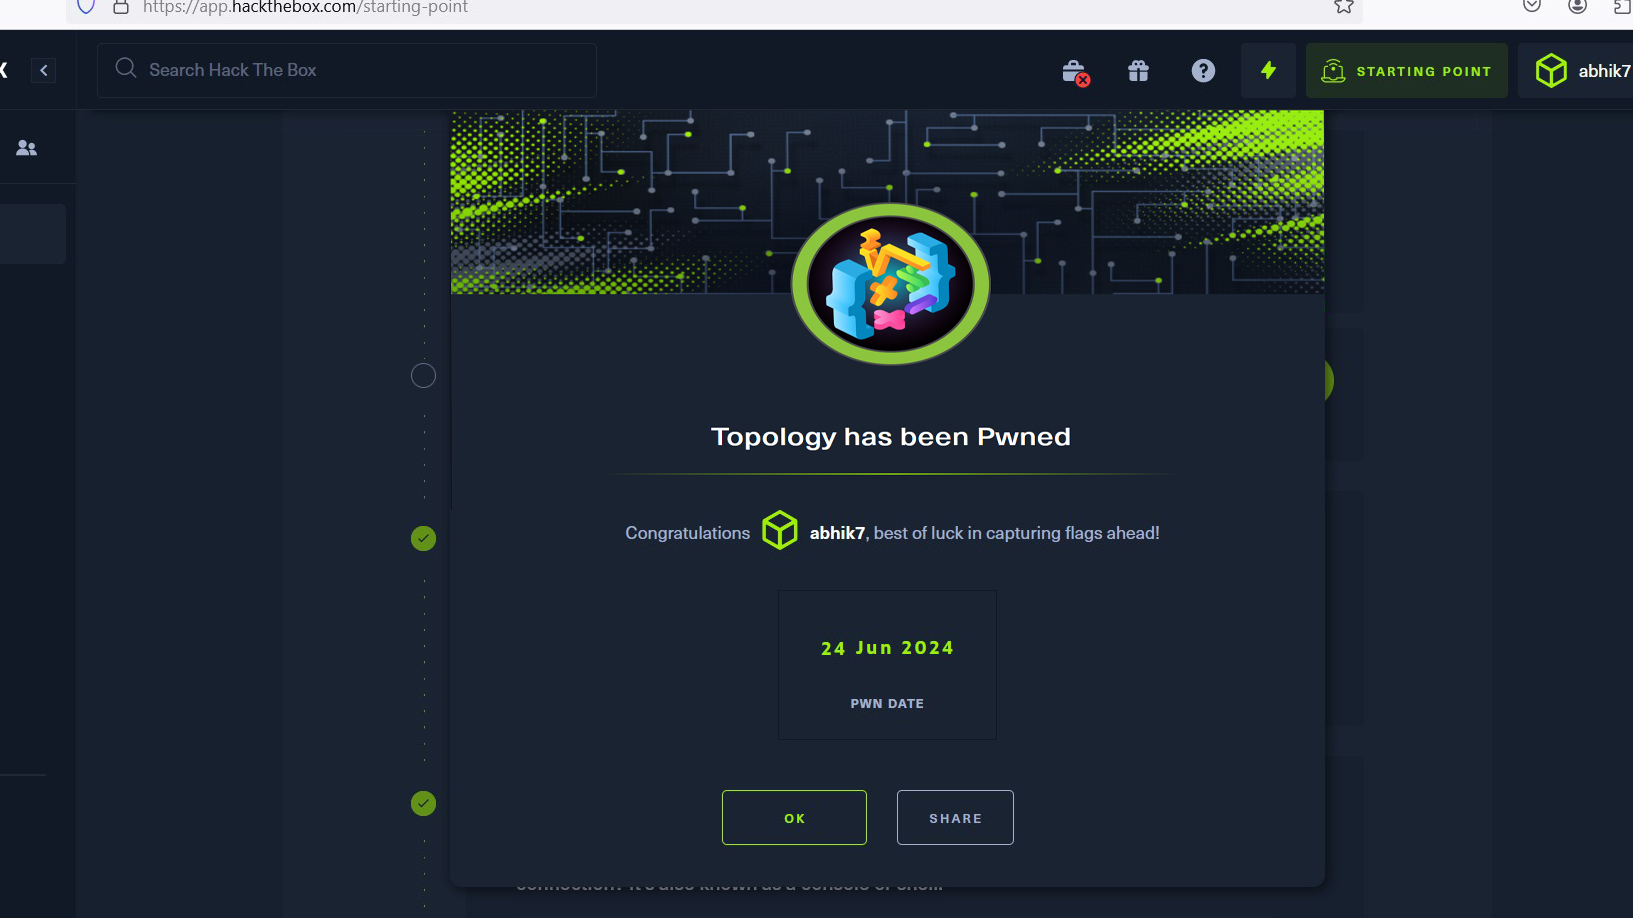 https://app.hackthebox.com/starting-point
Search Hack The Box
STARTING POINT
abhik7
Topology has been Pwned
Congratulations abhik7, best of luck in capturing flags ahead!
24 Jun 2024
PWN DATE
OK
SHARE